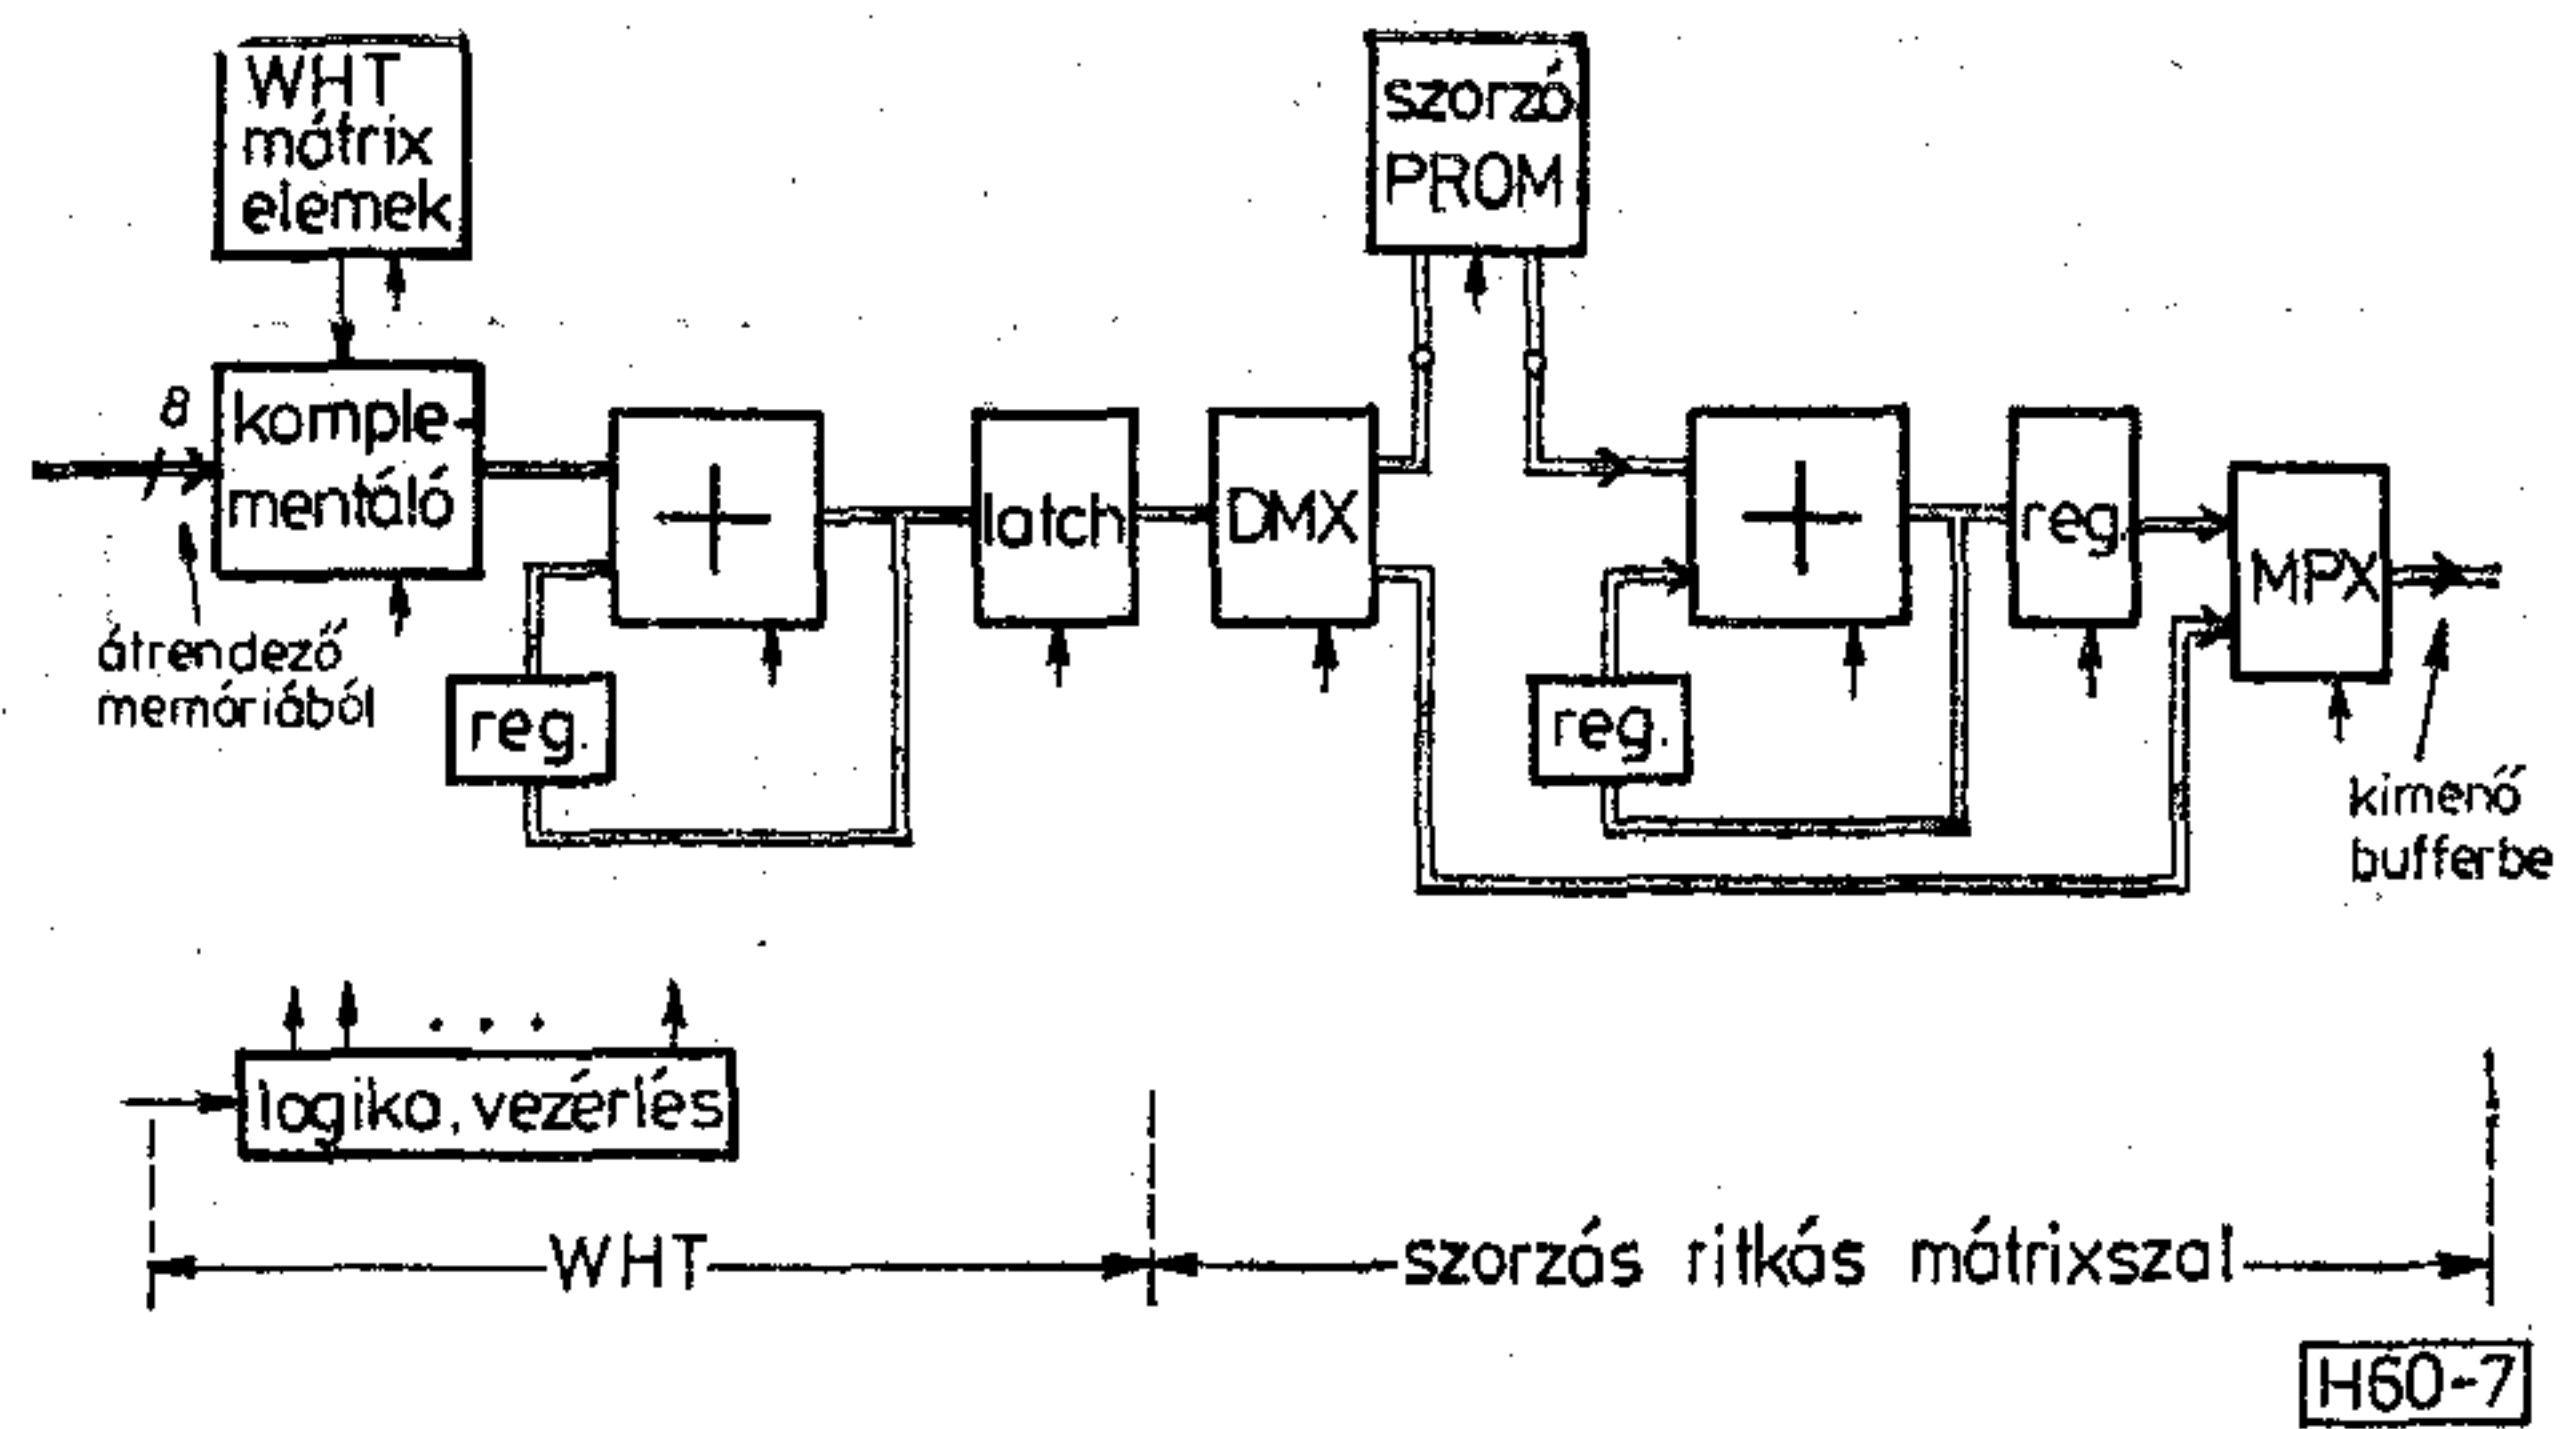 WHT
mátrix
elemek
szorzó
PROM
8
komple-
mentáló
+
latch
DMX
+
reg.
MPX
átrendező
memóriából
reg.
reg.
kimenő
bufferbe
. . .
logika, vezérlés
WHT
szorzás ritkás mátrixszal
H60-7